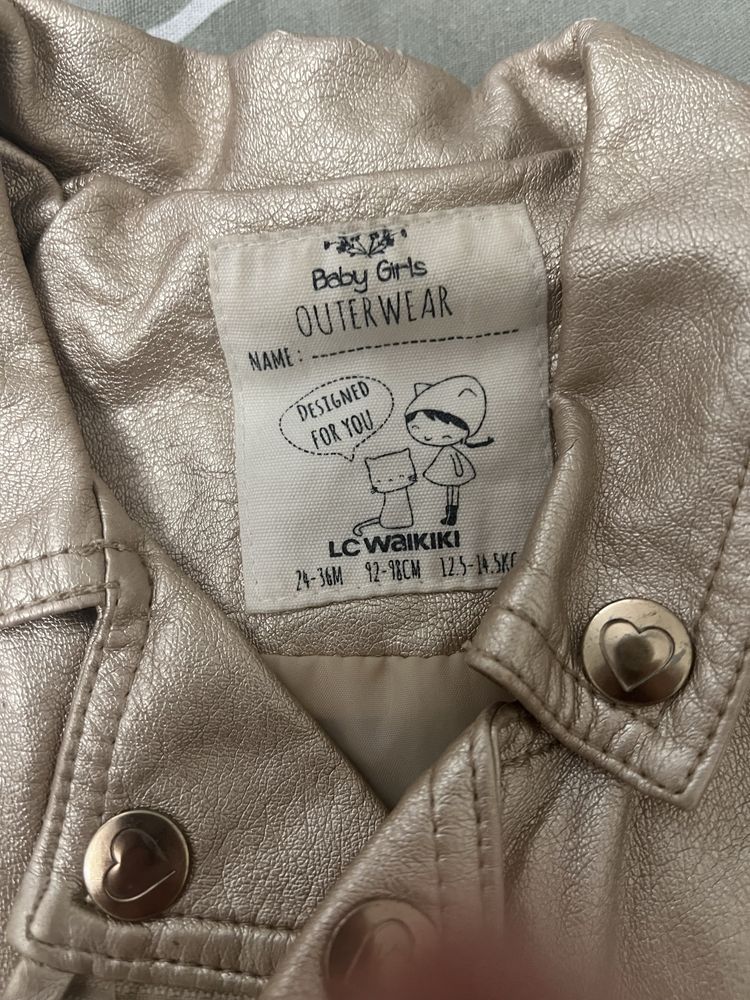 Baby Girls
OUTERWEAR
NAME:
DESIGNED
FOR YOU
LC WAIKIKI
24-36M 92-98CM 12.5-14.5KG